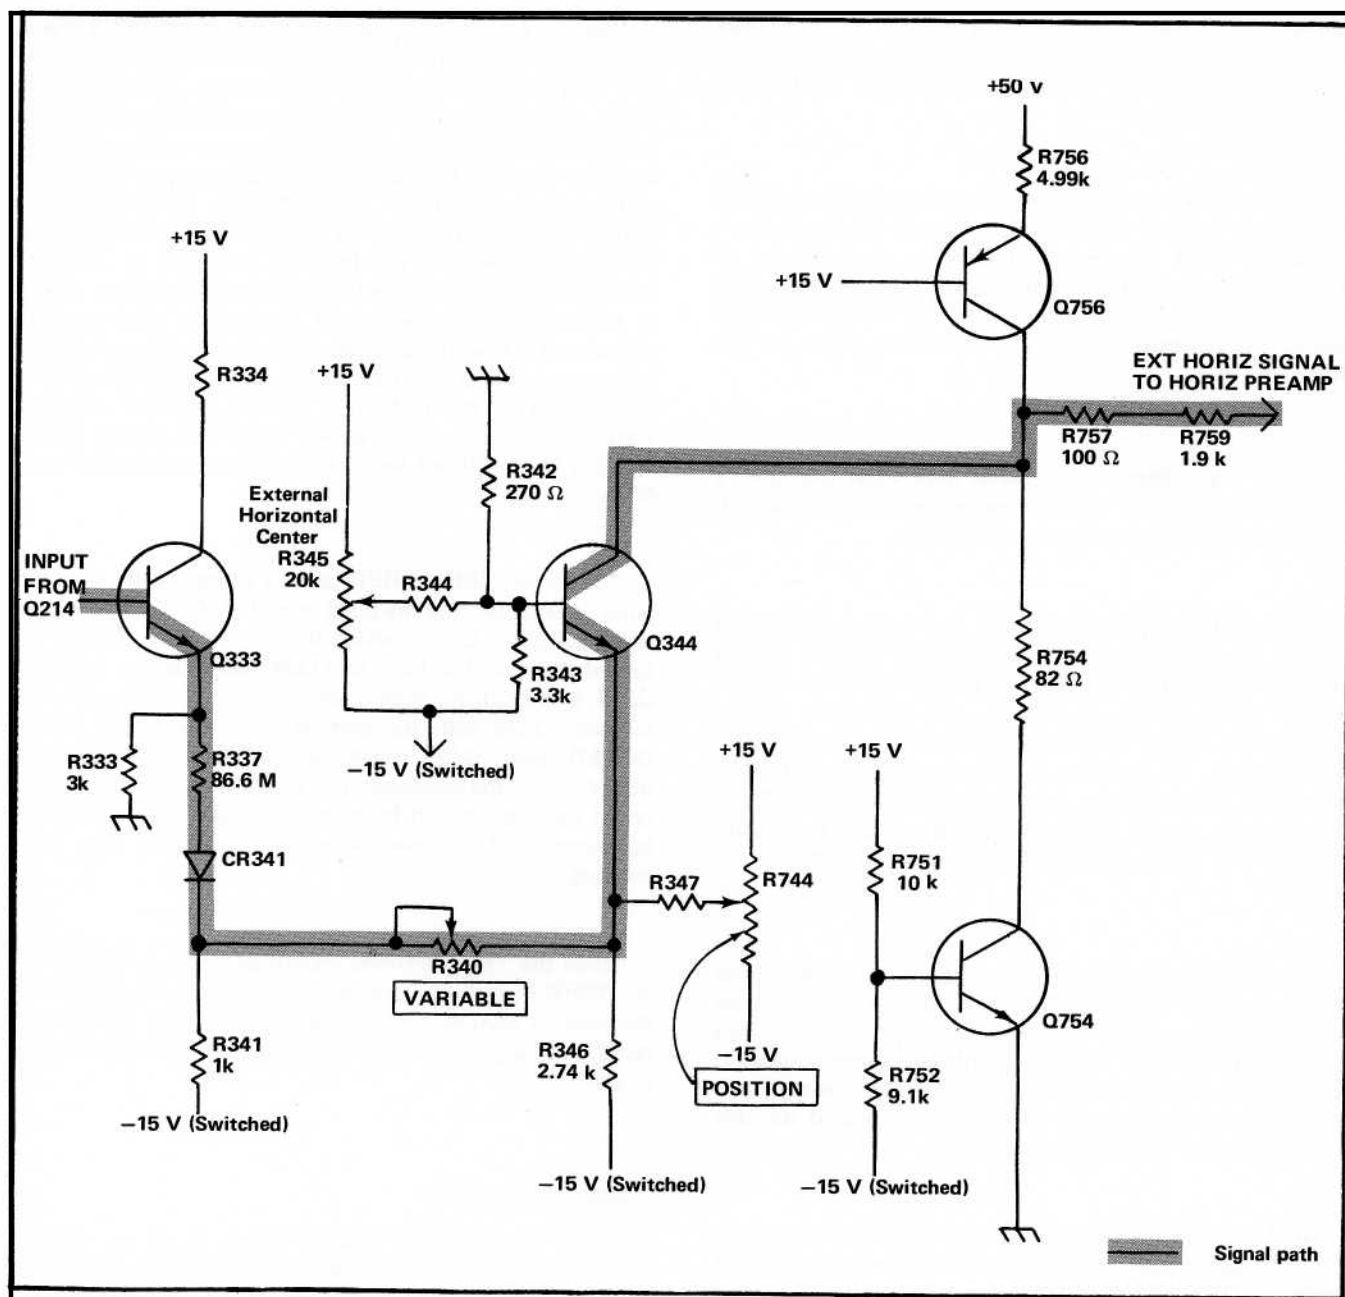 +50 v
R756
4.99k
+15 V
+15 V
Q756
R334
+15 V
EXT HORIZ SIGNAL
TO HORIZ PREAMP
R757
100 Ω
R759
1.9 k
R342
270 Ω
External
Horizontal
Center
R345
20k
INPUT
FROM
Q214
R344
Q333
Q344
R343
3.3k
R754
82 Ω
R333
3k
R337
86.6 M
−15 V (Switched)
+15 V
+15 V
CR341
R347
R744
R751
10 k
R340
VARIABLE
Q754
R341
1k
R346
2.74 k
−15 V
POSITION
R752
9.1k
−15 V (Switched)
−15 V (Switched)
−15 V (Switched)
Signal path